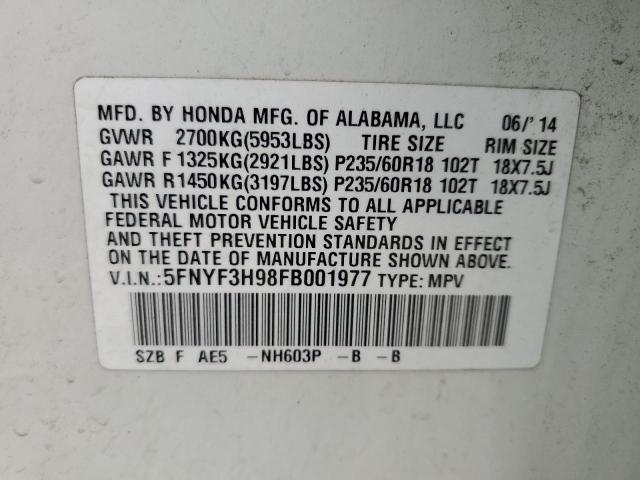 MFD. BY HONDA MFG. OF ALABAMA, LLC 06/'14
GVWR 2700KG(5953LBS) TIRE SIZE RIM SIZE
GAWR F 1325KG(2921LBS) P235/60R18 102T 18X7.5J
GAWR R1450KG(3197LBS) P235/60R18 102T 18X7.5J
THIS VEHICLE CONFORMS TO ALL APPLICABLE
FEDERAL MOTOR VEHICLE SAFETY
AND THEFT PREVENTION STANDARDS IN EFFECT
ON THE DATE OF MANUFACTURE SHOWN ABOVE.
V.I.N.: 5FNYF3H98FB001977 TYPE: MPV
SZB F AE5 -NH603P -B -B